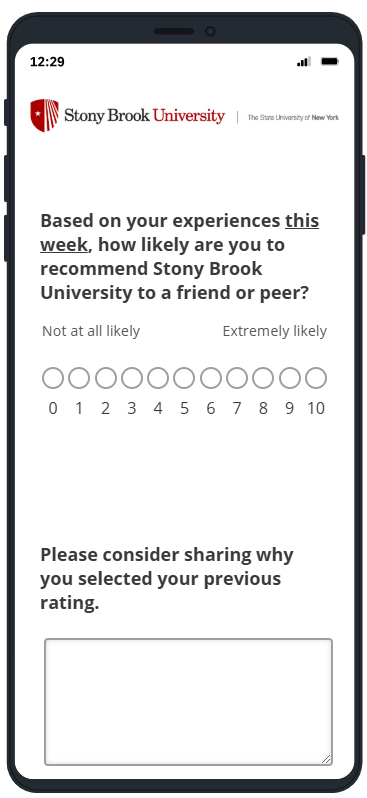 12:29
Stony Brook University
The State University of New York
Based on your experiences this
week, how likely are you to
recommend Stony Brook
University to a friend or peer?
Not at all likely Extremely likely
0 1 2 3 4 5 6 7 8 9 10
Please consider sharing why
you selected your previous
rating.